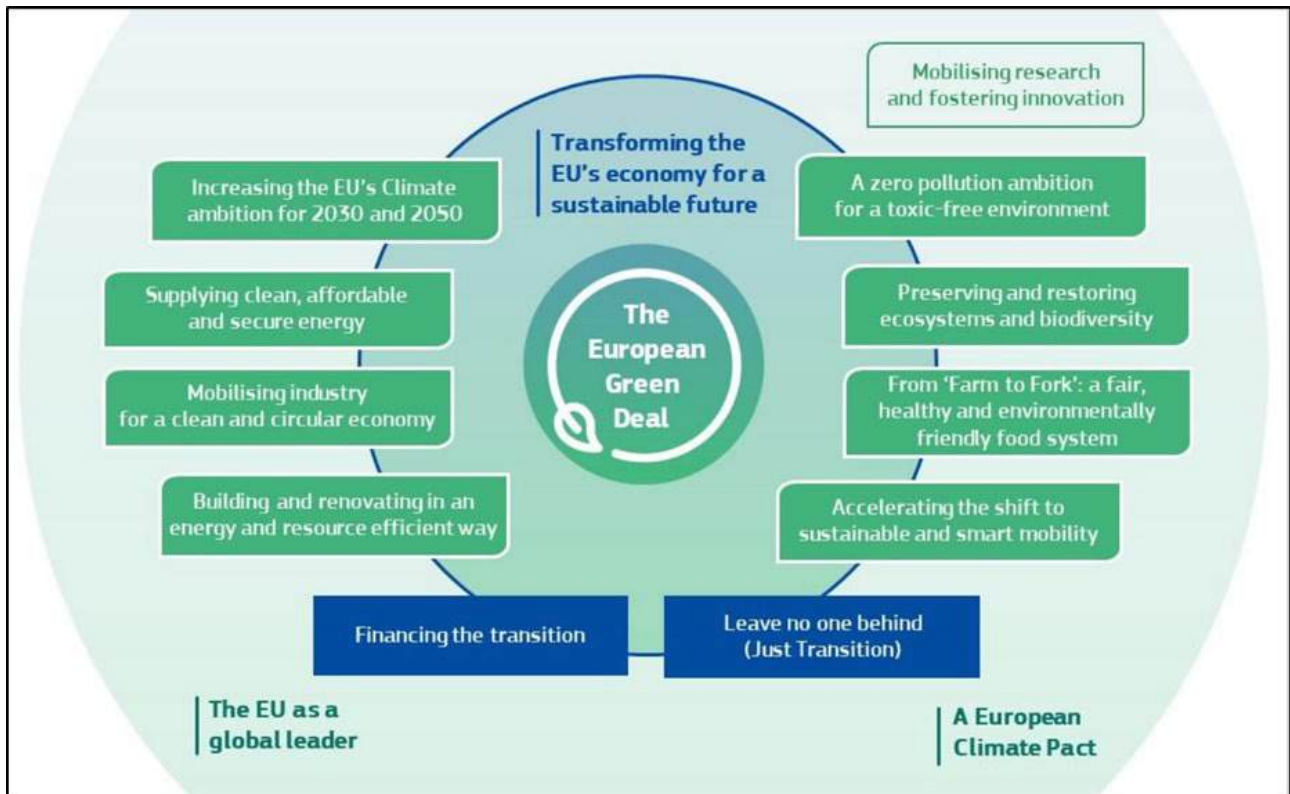 Mobilising research
and fostering innovation
Transforming the
EU's economy for a
sustainable future
Increasing the EU's Climate
ambition for 2030 and 2050
A zero pollution ambition
for a toxic-free environment
Supplying clean, affordable
and secure energy
Preserving and restoring
ecosystems and biodiversity
The
European
Green
Deal
Mobilising industry
for a clean and circular economy
From ‘Farm to Fork’: a fair,
healthy and environmentally
friendly food system
Building and renovating in an
energy and resource efficient way
Accelerating the shift to
sustainable and smart mobility
Financing the transition
Leave no one behind
(Just Transition)
The EU as a
global leader
A European
Climate Pact